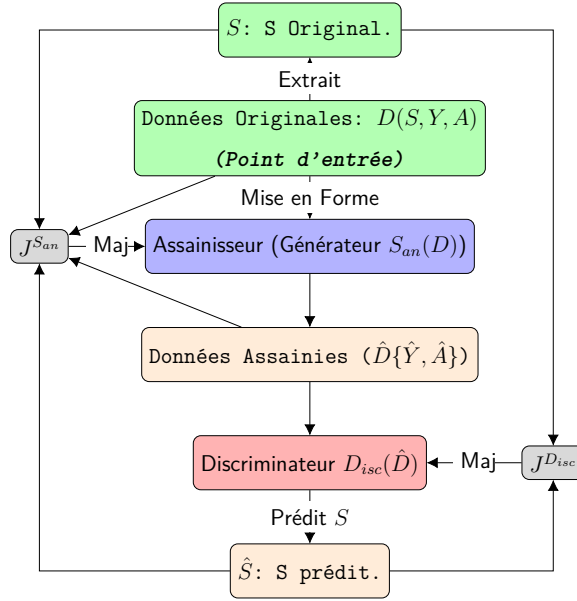 S: S Original.
Extrait
Données Originales: D(S, Y, A)
(Point d'entrée)
Mise en Forme
J^{S_{an}}
Maj
Assainisseur (Générateur S_{an}(D))
Données Assainies (D̂{Ŷ, Â})
Discriminateur D_{isc}(D̂)
Maj
J^{D_{isc}}
Prédit S
Ŝ: S prédit.